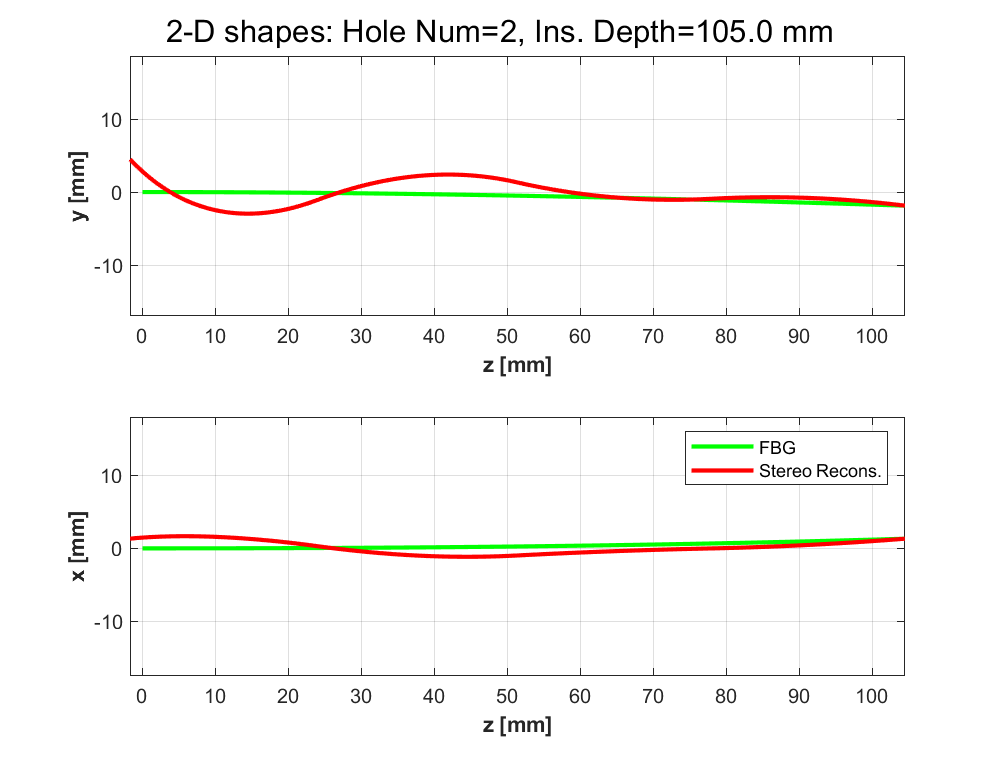 2-D shapes: Hole Num=2, Ins. Depth=105.0 mm
10
0
-10
y [mm]
0 10 20 30 40 50 60 70 80 90 100
z [mm]
FBG
Stereo Recons.
10
0
-10
x [mm]
0 10 20 30 40 50 60 70 80 90 100
z [mm]